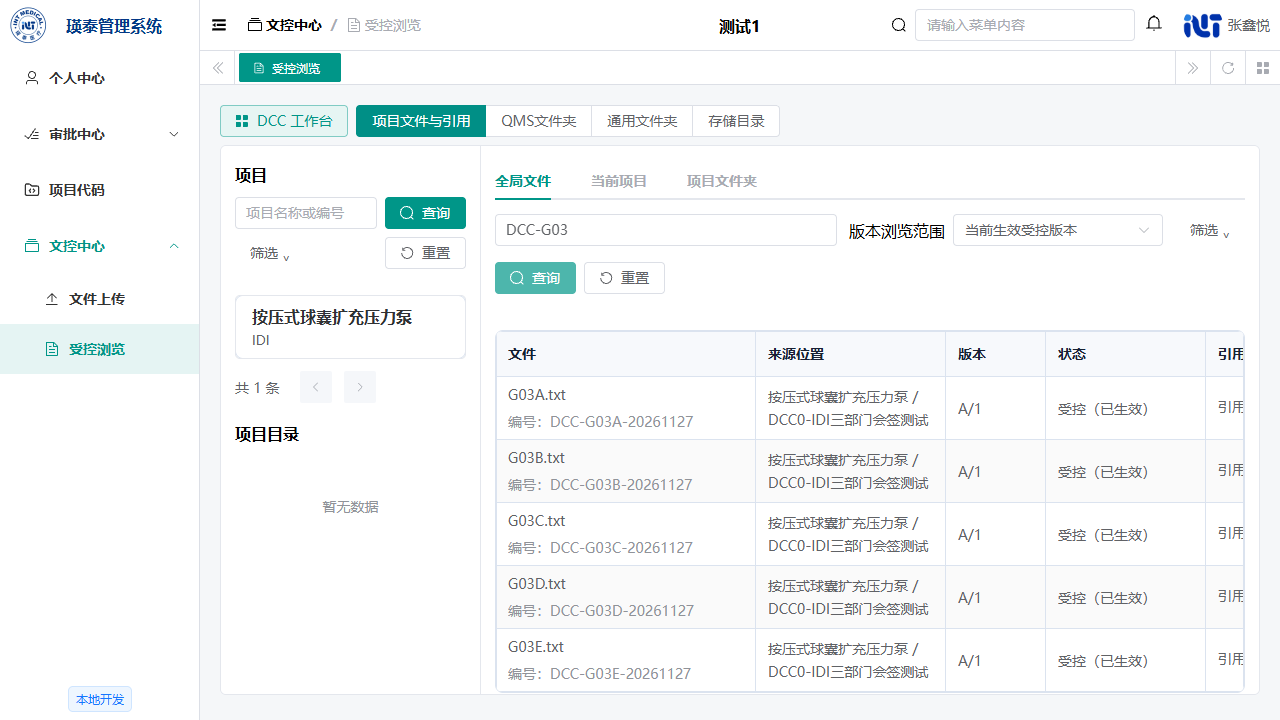 瑛泰管理系统
文控中心 / 受控浏览
测试1
请输入菜单内容
张鑫悦
个人中心
审批中心
项目代码
文控中心
文件上传
受控浏览
本地开发
受控浏览
DCC 工作台
项目文件与引用
QMS文件夹
通用文件夹
存储目录
项目
项目名称或编号
查询
筛选
重置
按压式球囊扩充压力泵
IDI
共 1 条
项目目录
暂无数据
全局文件
当前项目
项目文件夹
DCC-G03
版本浏览范围
当前生效受控版本
筛选
查询
重置
文件 来源位置 版本 状态 引用
G03A.txt
编号：DCC-G03A-20261127
按压式球囊扩充压力泵 /
DCC0-IDI三部门会签测试
A/1
受控（已生效）
引用
G03B.txt
编号：DCC-G03B-20261127
按压式球囊扩充压力泵 /
DCC0-IDI三部门会签测试
A/1
受控（已生效）
引用
G03C.txt
编号：DCC-G03C-20261127
按压式球囊扩充压力泵 /
DCC0-IDI三部门会签测试
A/1
受控（已生效）
引用
G03D.txt
编号：DCC-G03D-20261127
按压式球囊扩充压力泵 /
DCC0-IDI三部门会签测试
A/1
受控（已生效）
引用
G03E.txt
编号：DCC-G03E-20261127
按压式球囊扩充压力泵 /
DCC0-IDI三部门会签测试
A/1
受控（已生效）
引用